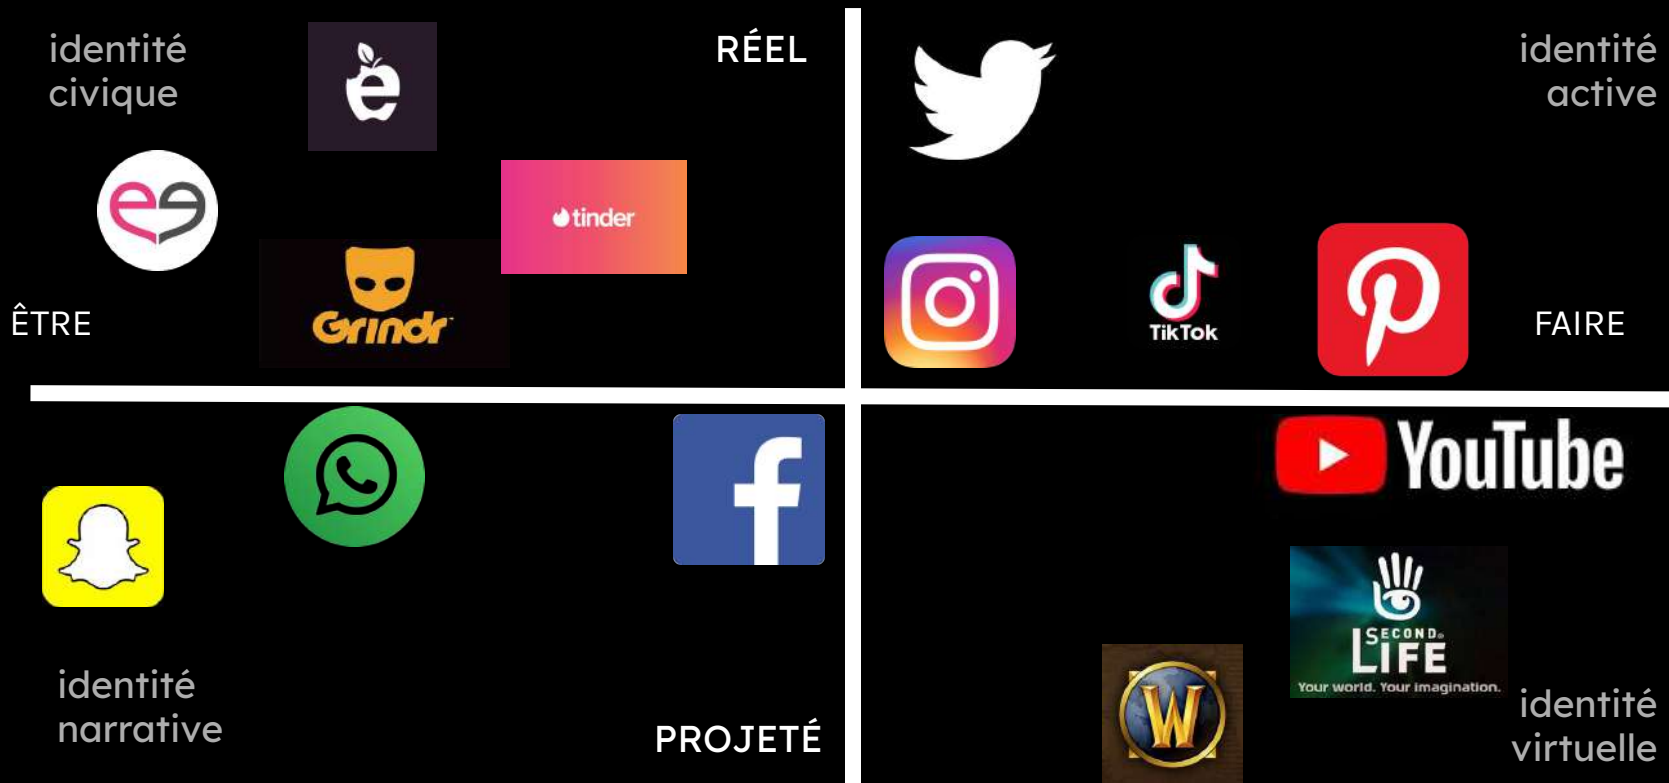 identité
civique
è
RÉEL
tinder
ÊTRE
Grindr
identité
active
TikTok
FAIRE
f
identité
narrative
PROJETÉ
YouTube
SECOND
LIFE
Your world. Your imagination.
W
identité
virtuelle